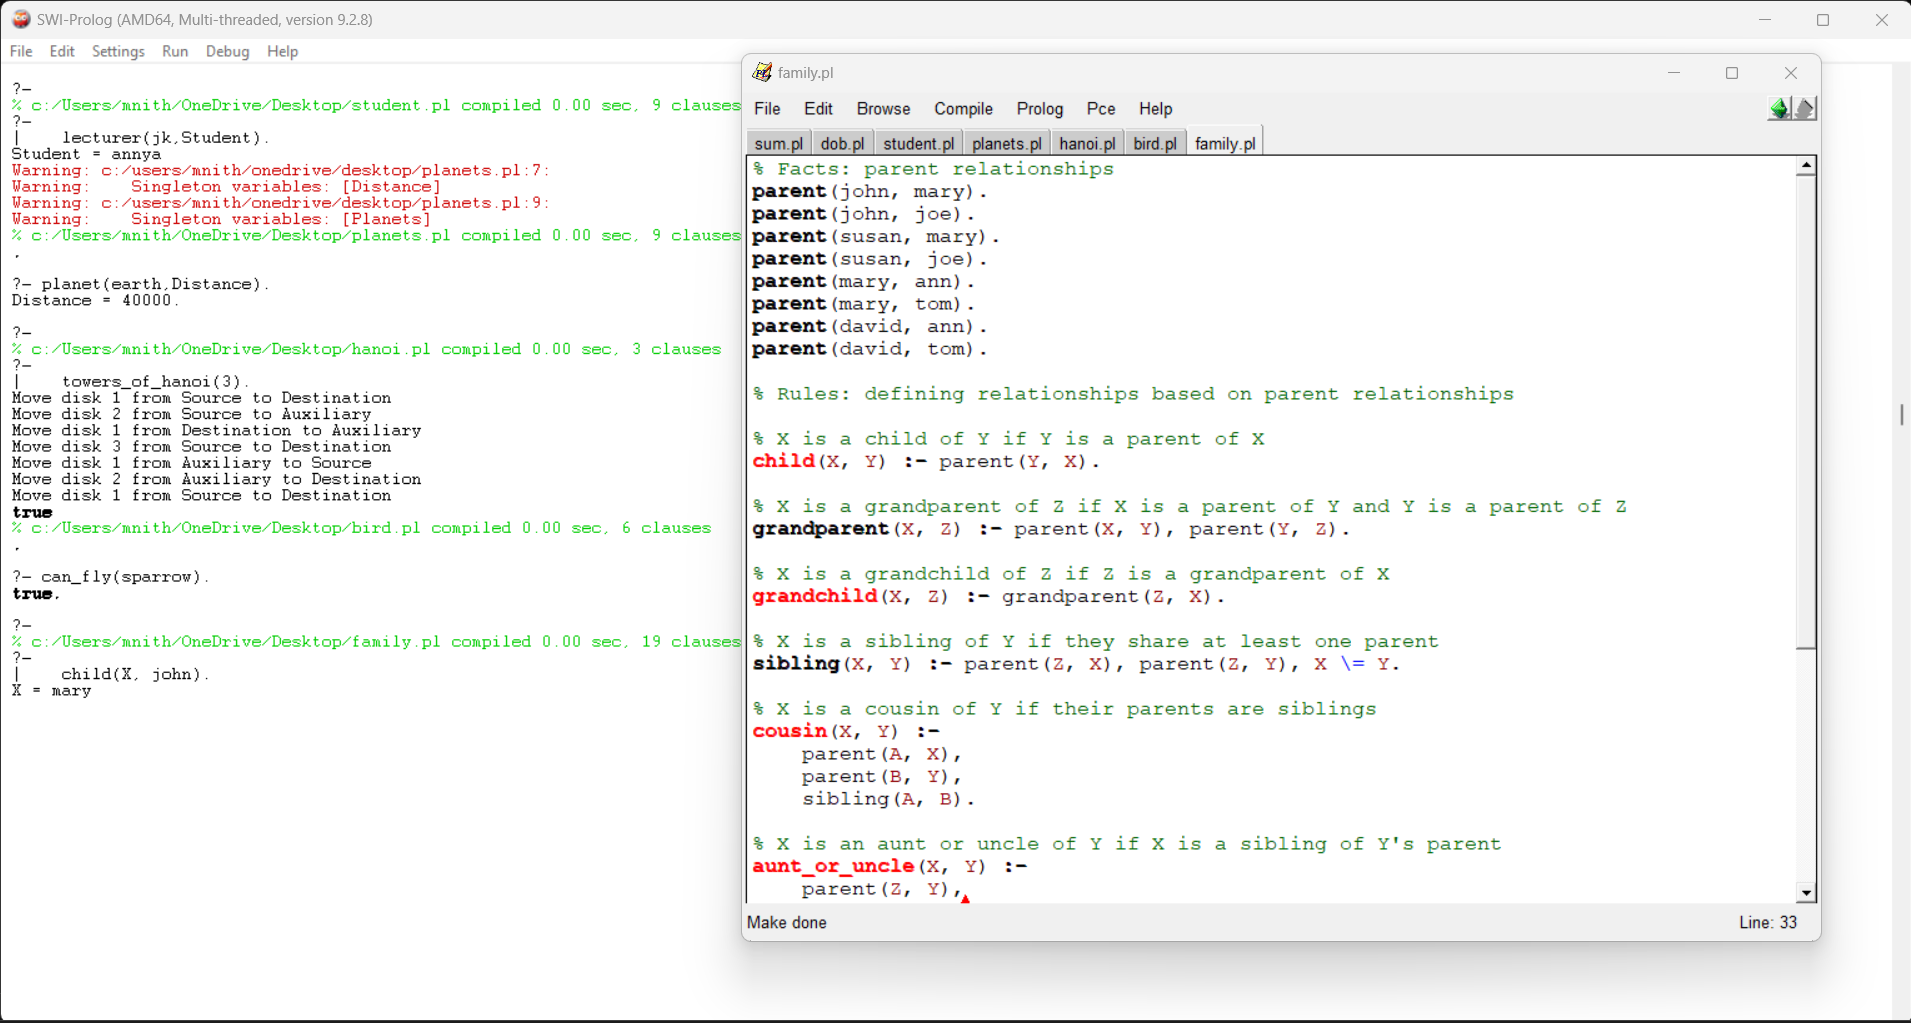 SWI-Prolog (AMD64, Multi-threaded, version 9.2.8)
File Edit Settings Run Debug Help
?-
% c:/Users/mnith/OneDrive/Desktop/student.pl compiled 0.00 sec, 9 clauses
?-
|    lecturer(jk,Student).
Student = annya
Warning: c:/users/mnith/onedrive/desktop/planets.pl:7:
Warning:    Singleton variables: [Distance]
Warning: c:/users/mnith/onedrive/desktop/planets.pl:9:
Warning:    Singleton variables: [Planets]
% c:/Users/mnith/OneDrive/Desktop/planets.pl compiled 0.00 sec, 9 clauses
.
?- planet(earth,Distance).
Distance = 40000.
?-
% c:/Users/mnith/OneDrive/Desktop/hanoi.pl compiled 0.00 sec, 3 clauses
?-
|    towers_of_hanoi(3).
Move disk 1 from Source to Destination
Move disk 2 from Source to Auxiliary
Move disk 1 from Destination to Auxiliary
Move disk 3 from Source to Destination
Move disk 1 from Auxiliary to Source
Move disk 2 from Auxiliary to Destination
Move disk 1 from Source to Destination
true
% c:/Users/mnith/OneDrive/Desktop/bird.pl compiled 0.00 sec, 6 clauses
.
?- can_fly(sparrow).
true.
?-
% c:/Users/mnith/OneDrive/Desktop/family.pl compiled 0.00 sec, 19 clauses
?-
|    child(X, john).
X = mary
family.pl
File Edit Browse Compile Prolog Pce Help
sum.pl dob.pl student.pl planets.pl hanoi.pl bird.pl family.pl
% Facts: parent relationships
parent(john, mary).
parent(john, joe).
parent(susan, mary).
parent(susan, joe).
parent(mary, ann).
parent(mary, tom).
parent(david, ann).
parent(david, tom).
% Rules: defining relationships based on parent relationships
% X is a child of Y if Y is a parent of X
child(X, Y) :- parent(Y, X).
% X is a grandparent of Z if X is a parent of Y and Y is a parent of Z
grandparent(X, Z) :- parent(X, Y), parent(Y, Z).
% X is a grandchild of Z if Z is a grandparent of X
grandchild(X, Z) :- grandparent(Z, X).
% X is a sibling of Y if they share at least one parent
sibling(X, Y) :- parent(Z, X), parent(Z, Y), X \= Y.
% X is a cousin of Y if their parents are siblings
cousin(X, Y) :-
    parent(A, X),
    parent(B, Y),
    sibling(A, B).
% X is an aunt or uncle of Y if X is a sibling of Y's parent
aunt_or_uncle(X, Y) :-
    parent(Z, Y),
Make done
Line: 33